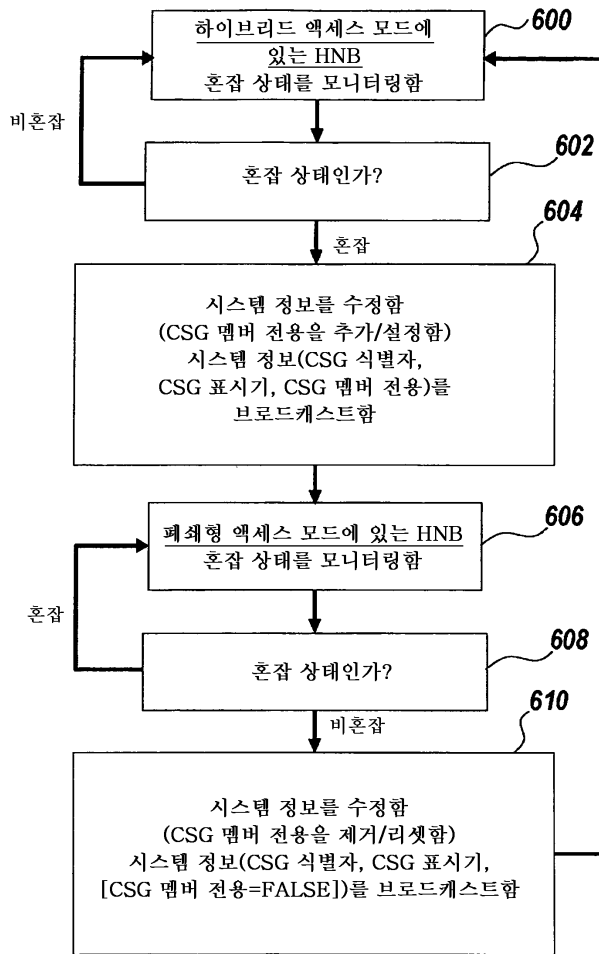 하이브리드 액세스 모드에
있는 HNB
혼잡 상태를 모니터링함
600
비혼잡
혼잡 상태인가?
602
혼잡
604
시스템 정보를 수정함
(CSG 멤버 전용을 추가/설정함)
시스템 정보(CSG 식별자,
CSG 표시기, CSG 멤버 전용)를
브로드캐스트함
폐쇄형 액세스 모드에 있는 HNB
혼잡 상태를 모니터링함
606
혼잡
혼잡 상태인가?
608
비혼잡
610
시스템 정보를 수정함
(CSG 멤버 전용을 제거/리셋함)
시스템 정보(CSG 식별자, CSG 표시기,
[CSG 멤버 전용=FALSE])를 브로드캐스트함